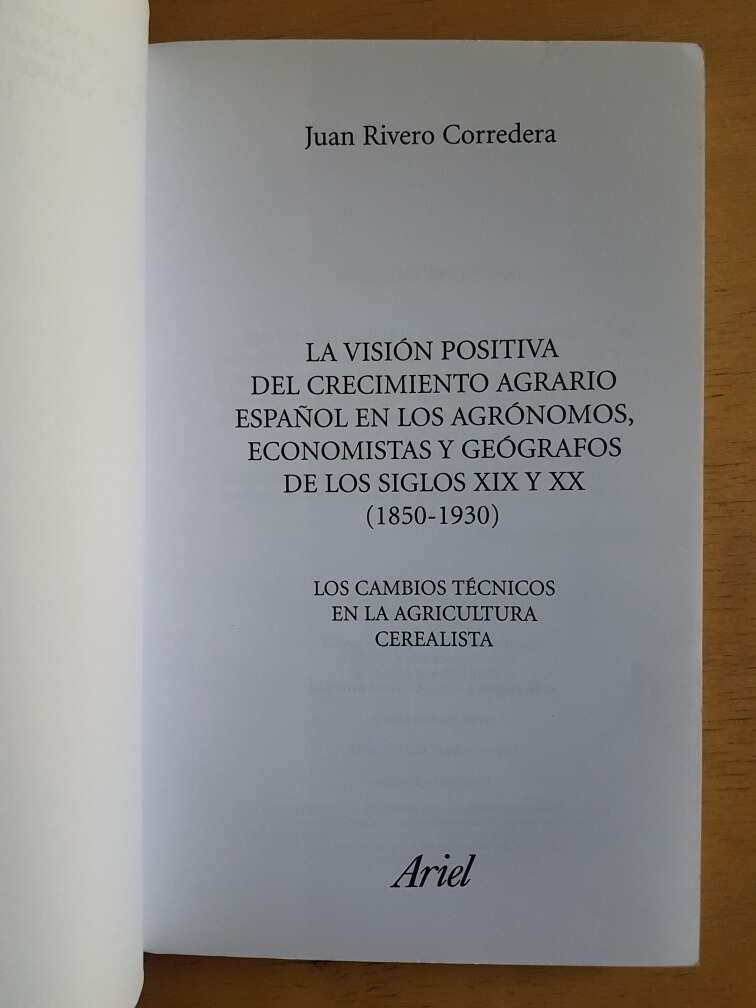 Juan Rivero Corredera
LA VISIÓN POSITIVA
DEL CRECIMIENTO AGRARIO
ESPAÑOL EN LOS AGRÓNOMOS,
ECONOMISTAS Y GEÓGRAFOS
DE LOS SIGLOS XIX Y XX
(1850-1930)
LOS CAMBIOS TÉCNICOS
EN LA AGRICULTURA
CEREALISTA
Ariel